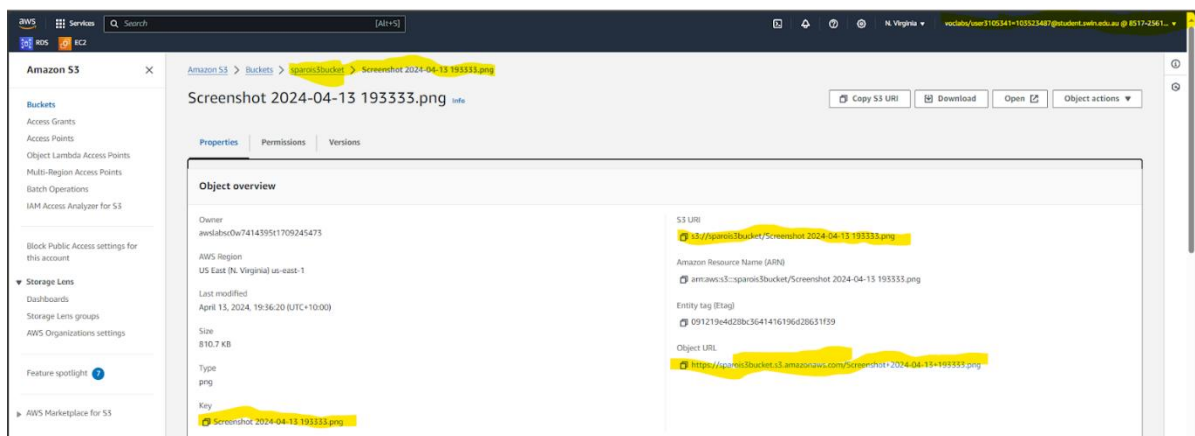 aws Services Search [Alt+S] N. Virginia voclabs/user3105341=103523487@student.swin.edu.au @ 8517-2561...
RDS EC2
Amazon S3
Buckets
Access Grants
Access Points
Object Lambda Access Points
Multi-Region Access Points
Batch Operations
IAM Access Analyzer for S3
Block Public Access settings for
this account
Storage Lens
Dashboards
Storage Lens groups
AWS Organizations settings
Feature spotlight 7
AWS Marketplace for S3
Amazon S3 > Buckets > sparois3bucket > Screenshot 2024-04-13 193333.png
Screenshot 2024-04-13 193333.png Info
Copy S3 URI Download Open Object actions
Properties Permissions Versions
Object overview
Owner
awslabsc0w7414395t1709245473
AWS Region
US East (N. Virginia) us-east-1
Last modified
April 13, 2024, 19:36:20 (UTC+10:00)
Size
810.7 KB
Type
png
Key
Screenshot 2024-04-13 193333.png
S3 URI
s3://sparois3bucket/Screenshot 2024-04-13 193333.png
Amazon Resource Name (ARN)
arn:aws:s3:::sparois3bucket/Screenshot 2024-04-13 193333.png
Entity tag (Etag)
091219e4d28bc3641416196d28631f39
Object URL
https://sparois3bucket.s3.amazonaws.com/Screenshot+2024-04-13+193333.png